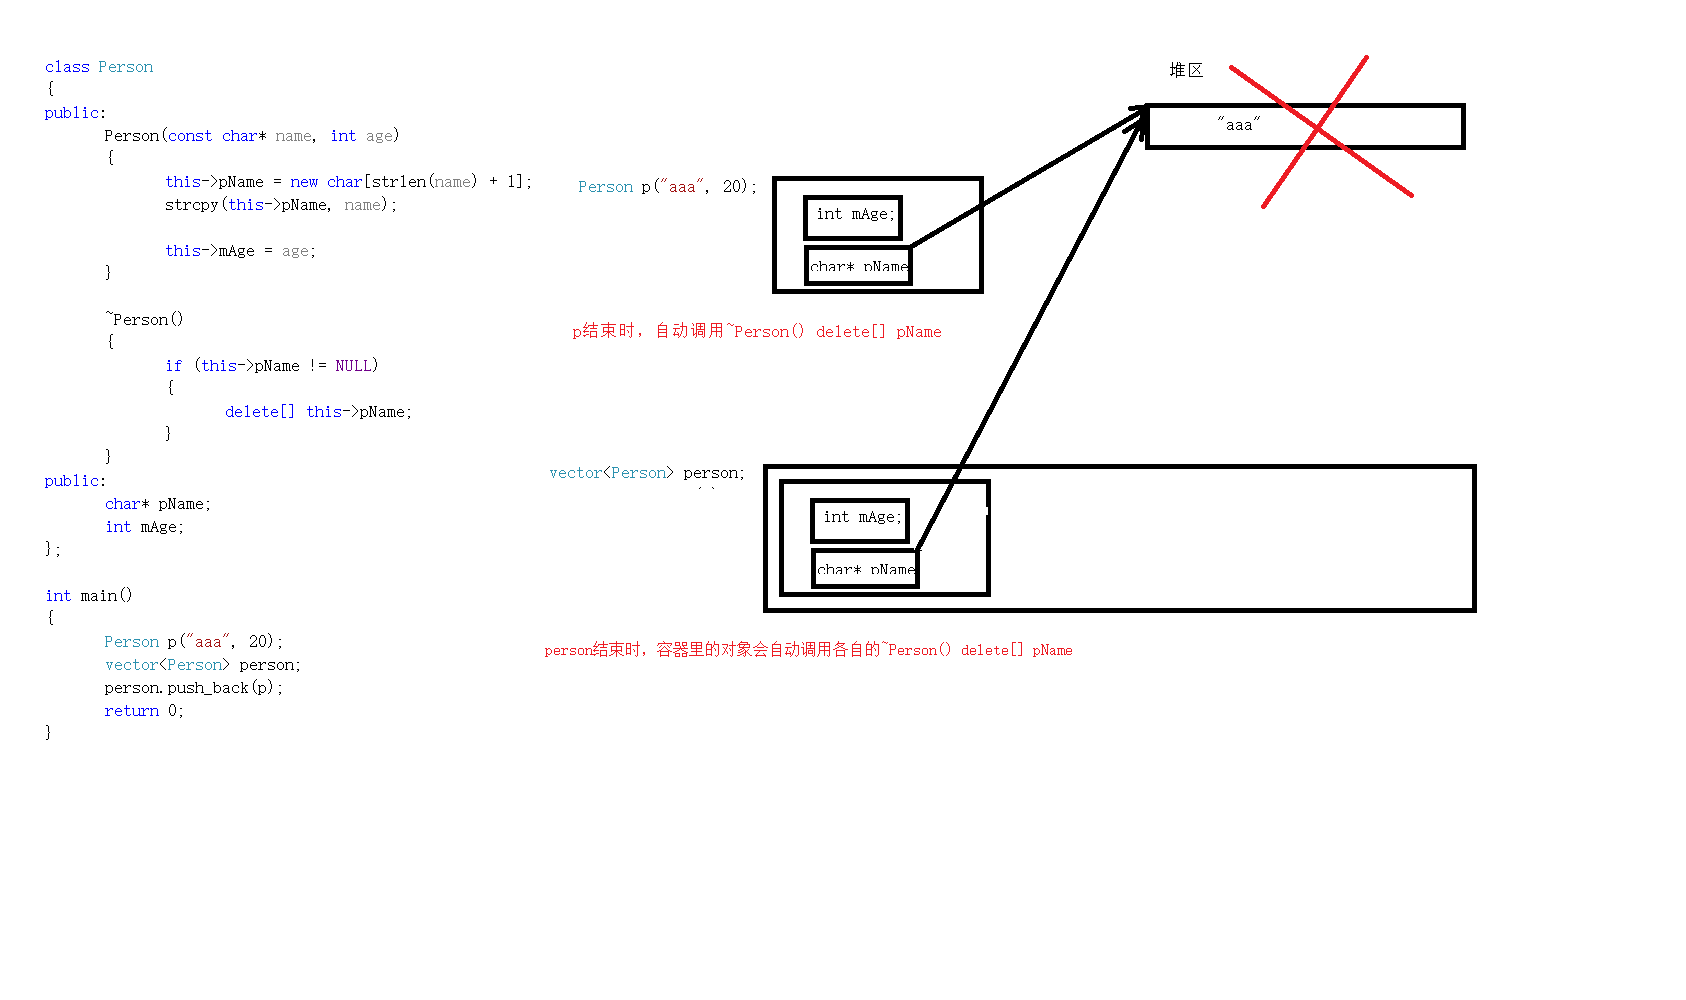 class Person
{
public:
Person(const char* name, int age)
{
this->pName = new char[strlen(name) + 1];
strcpy(this->pName, name);
this->mAge = age;
}
~Person()
{
if (this->pName != NULL)
{
delete[] this->pName;
}
}
public:
char* pName;
int mAge;
};
int main()
{
Person p("aaa", 20);
vector<Person> person;
person.push_back(p);
return 0;
}
堆区
"aaa"
Person p("aaa", 20);
int mAge;
char* pName
p结束时，自动调用~Person() delete[] pName
vector<Person> person;
int mAge;
char* pName
person结束时，容器里的对象会自动调用各自的~Person() delete[] pName